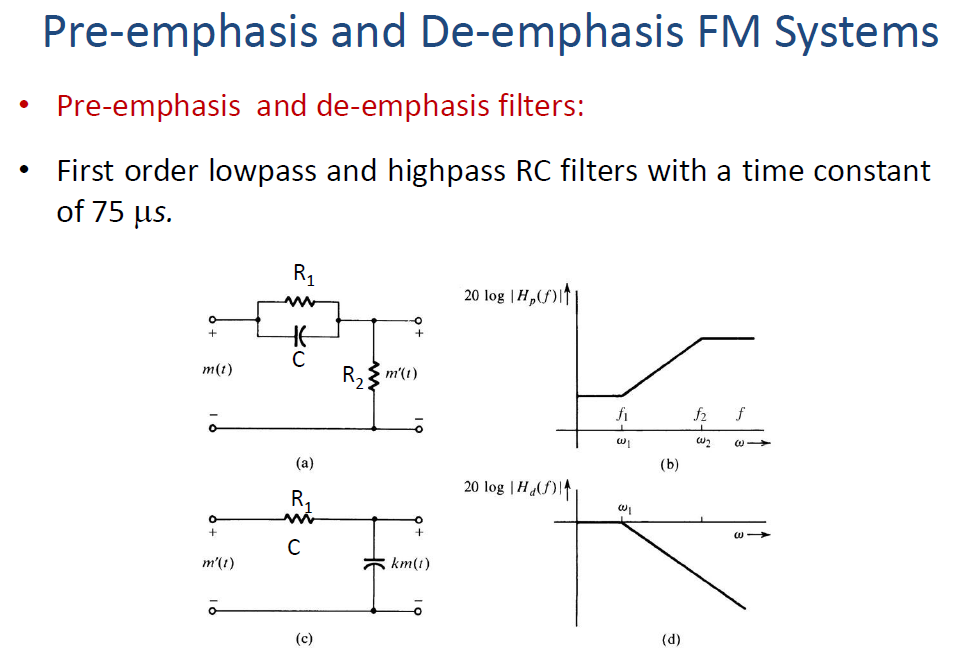 Pre-emphasis and De-emphasis FM Systems
• Pre-emphasis and de-emphasis filters:
• First order lowpass and highpass RC filters with a time constant
of 75 μs.
R₁
C
R₂
+
+
m(t)
m'(t)
−
−
(a)
20 log |Hₚ(f)|
f₁
f₂
f
ω₁
ω₂
ω
(b)
R₁
C
+
+
m'(t)
km(t)
−
−
(c)
20 log |H_d(f)|
ω₁
ω
(d)